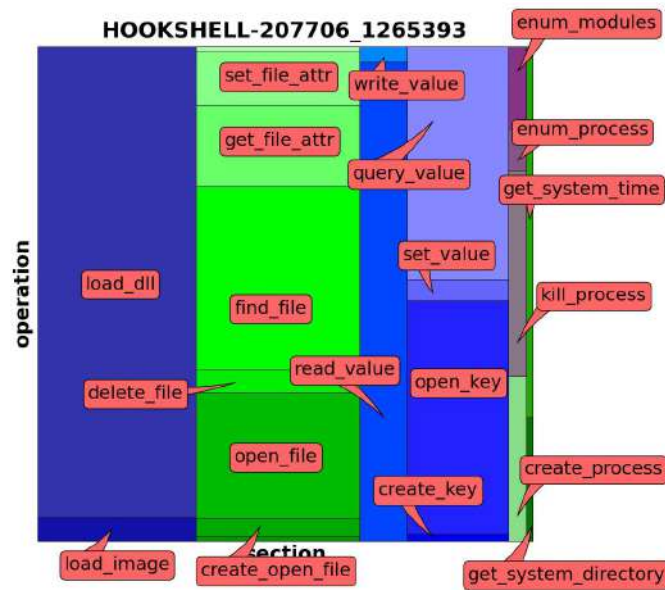 HOOKSHELL-207706_1265393
enum_modules
set_file_attr
write_value
get_file_attr
enum_process
query_value
get_system_time
set_value
load_dll
operation
find_file
kill_process
read_value
open_key
delete_file
open_file
create_process
create_key
section
load_image
create_open_file
get_system_directory